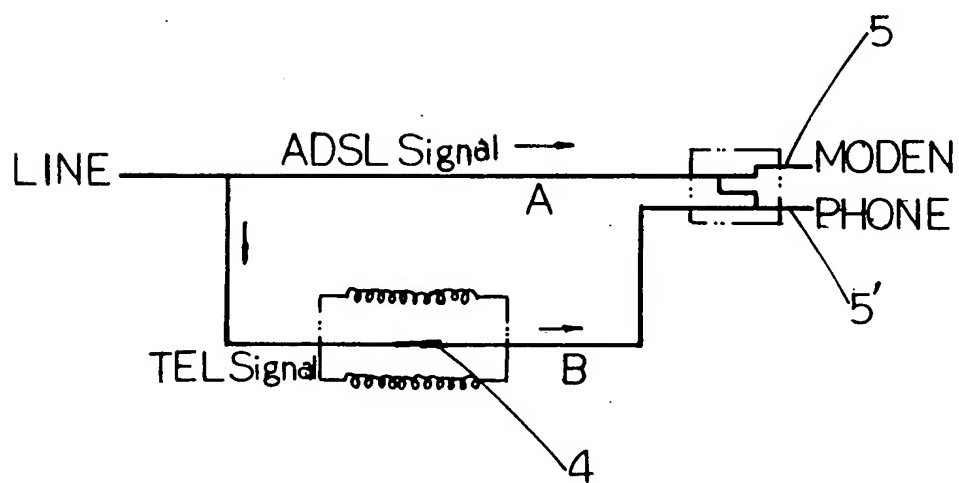 5
ADSL Signal
LINE
MODEN
A
PHONE
5'
TEL Signal
B
4